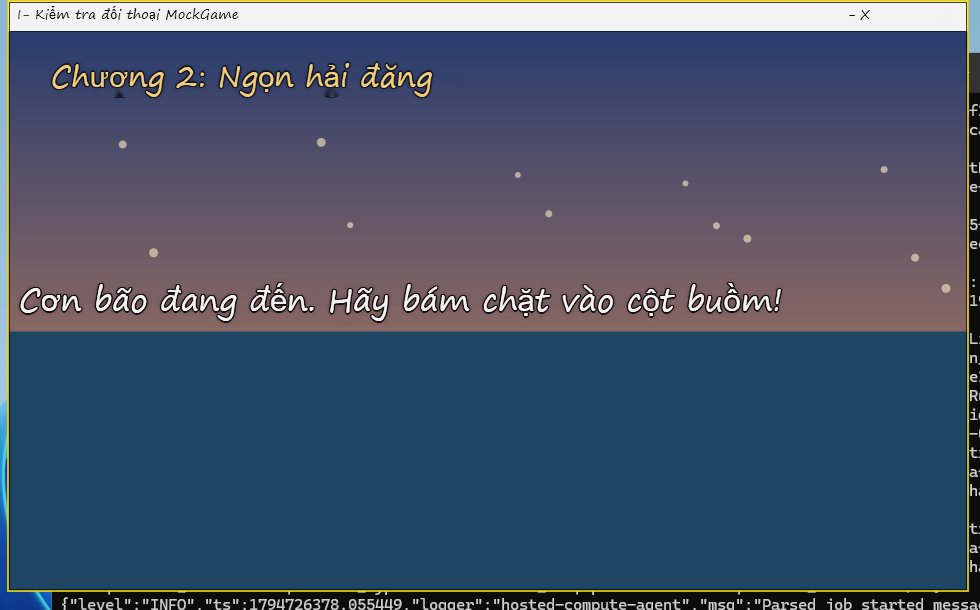 I- Kiểm tra đối thoại MockGame
- X
Chương 2: Ngọn hải đăng
Cơn bão đang đến. Hãy bám chặt vào cột buồm!
{"level":"INFO","ts":1794726378.055449,"logger":"hosted-compute-agent","msg":"Parsed job started